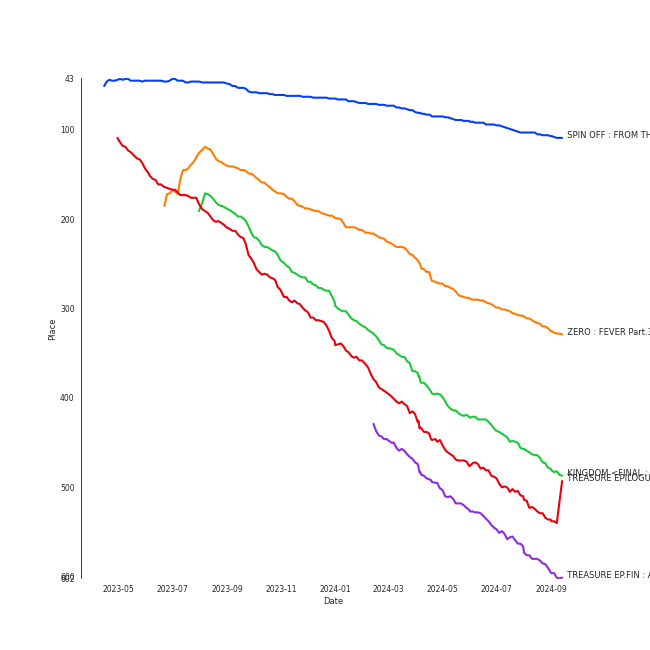 43
100
200
300
400
500
600
602
Place
SPIN OFF : FROM TH
ZERO : FEVER Part.3
KINGDOM <FINAL :
TREASURE EPILOGU
TREASURE EP.FIN : A
2023-05 2023-07 2023-09 2023-11 2024-01 2024-03 2024-05 2024-07 2024-09
Date